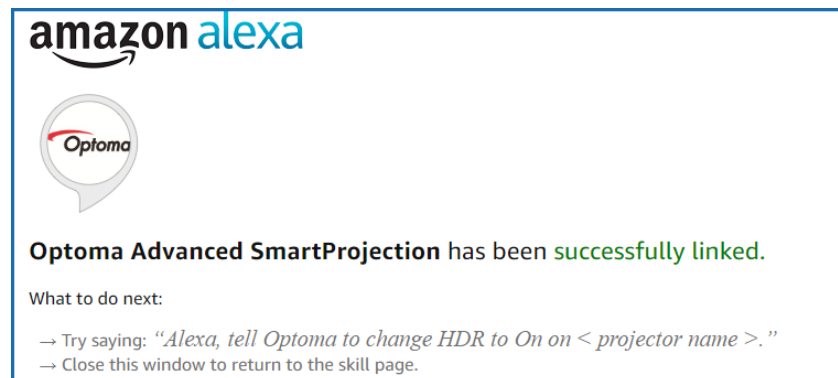 amazon alexa
Optoma
Optoma Advanced SmartProjection has been successfully linked.
What to do next:
→ Try saying: “Alexa, tell Optoma to change HDR to On on < projector name >.”
→ Close this window to return to the skill page.